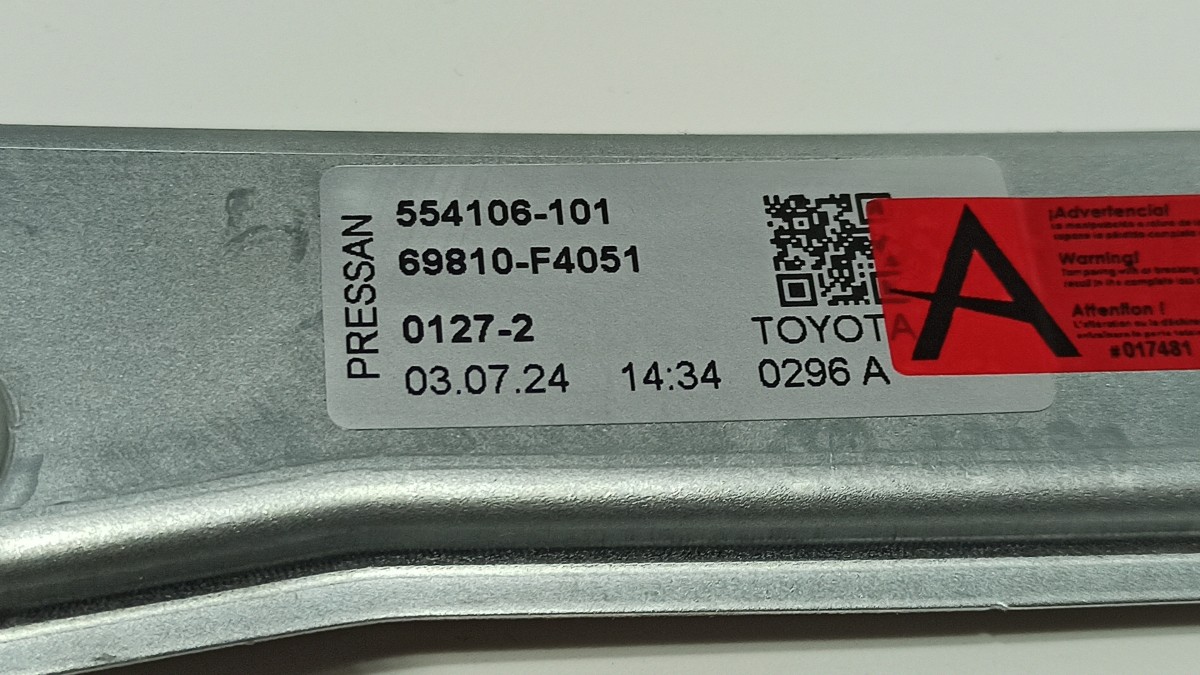 PRESSAN
554106-101
69810-F4051
0127-2
TOYOTA
03.07.24 14:34 0296 A
A
¡Advertencia!
Warning!
Attention !
#017481